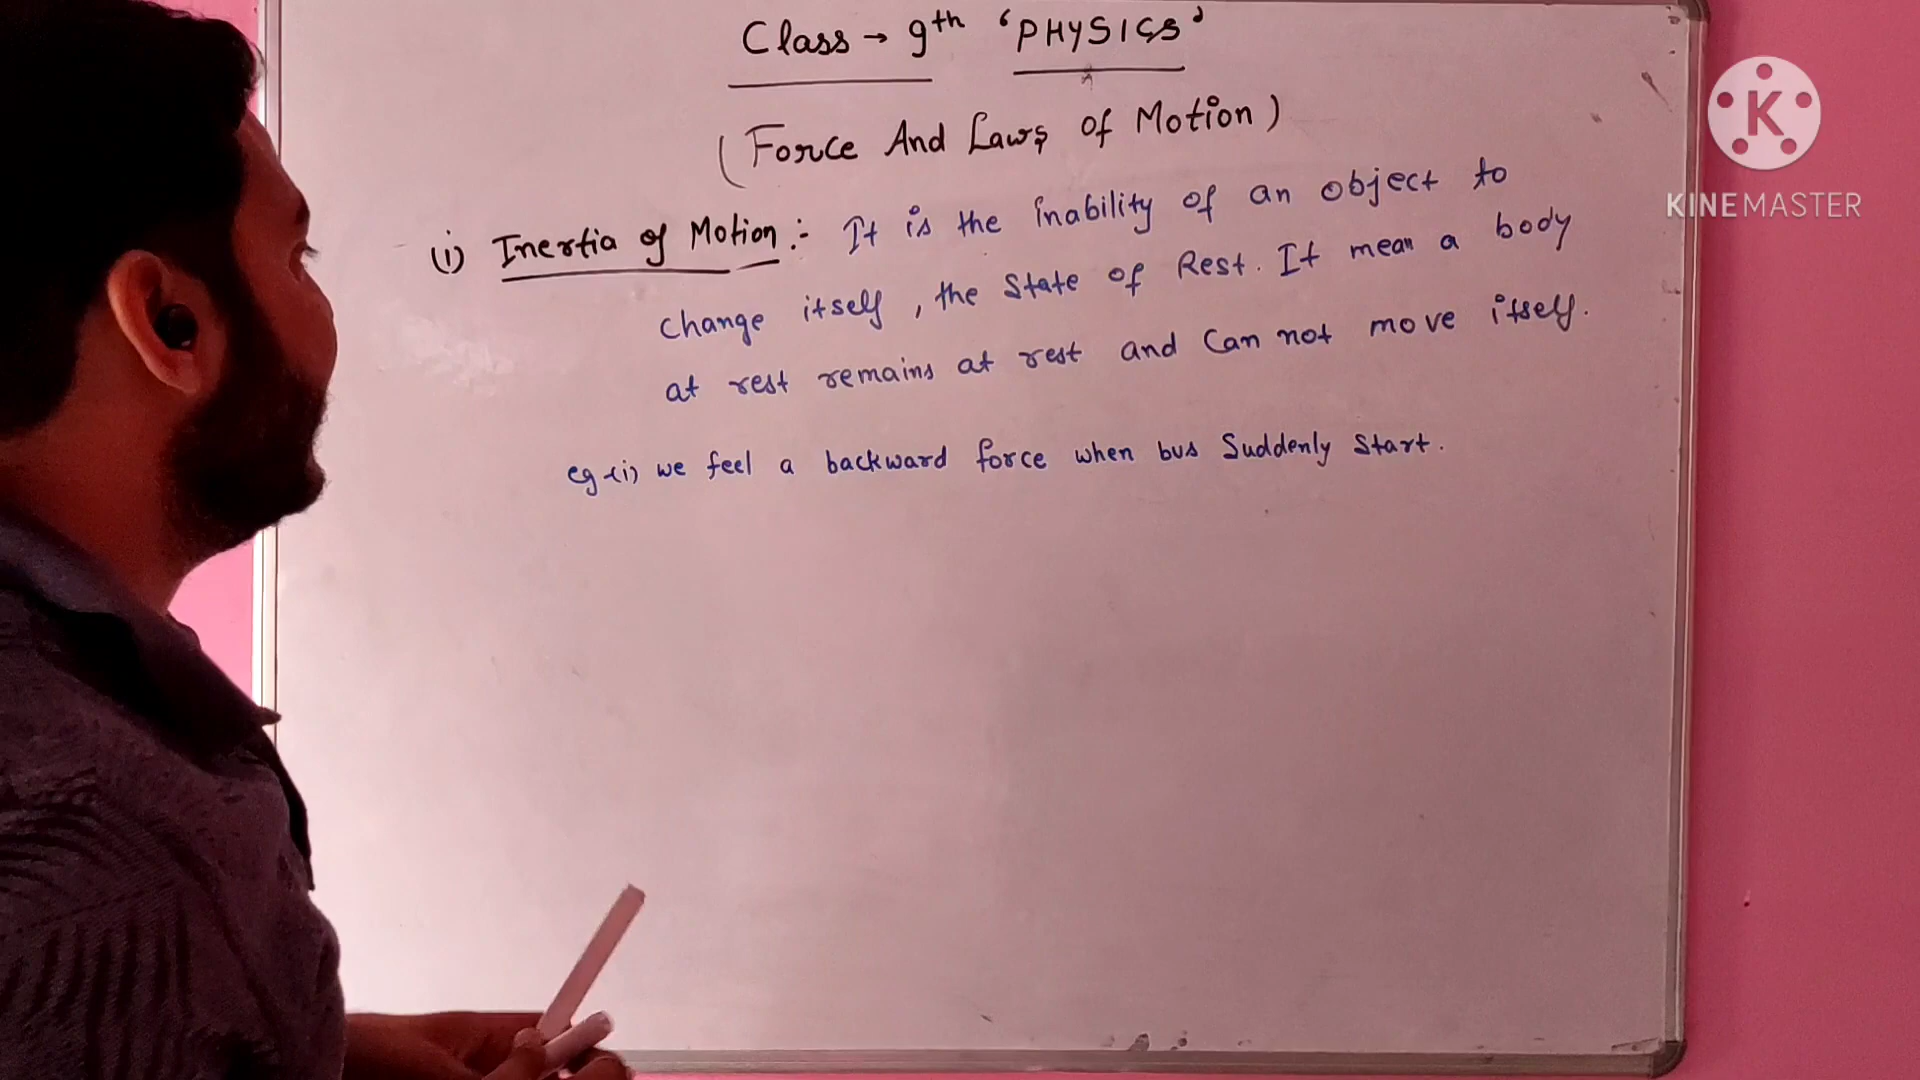 Class → 9th 'PHYSICS'
(Force And Laws of Motion)
(i) Inertia of Motion :- It is the inability of an object to
change itself, the state of Rest. It mean a body
at rest remains at rest and can not move itself.
eg-(i) we feel a backward force when bus Suddenly Start.
K
KINEMASTER